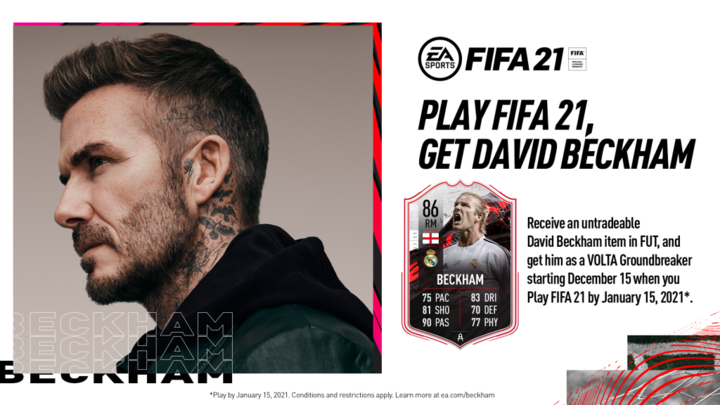 EA
SPORTS
FIFA 21
FIFA
PLAY FIFA 21,
GET DAVID BECKHAM
86
RM
BECKHAM
75 PAC 83 DRI
81 SHO 70 DEF
90 PAS 77 PHY
Receive an untradeable
David Beckham item in FUT, and
get him as a VOLTA Groundbreaker
starting December 15 when you
Play FIFA 21 by January 15, 2021*.
BECKHAM
BECKHAM
BECKHAM
BECKHAM
*Play by January 15, 2021. Conditions and restrictions apply. Learn more at ea.com/beckham